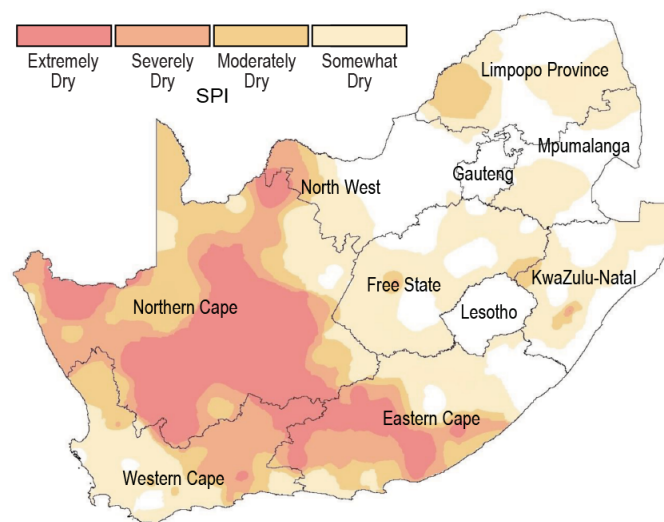 Extremely Dry
Severely Dry
Moderately Dry
Somewhat Dry
SPI
Limpopo Province
Mpumalanga
Gauteng
North West
Free State
KwaZulu-Natal
Northern Cape
Lesotho
Eastern Cape
Western Cape